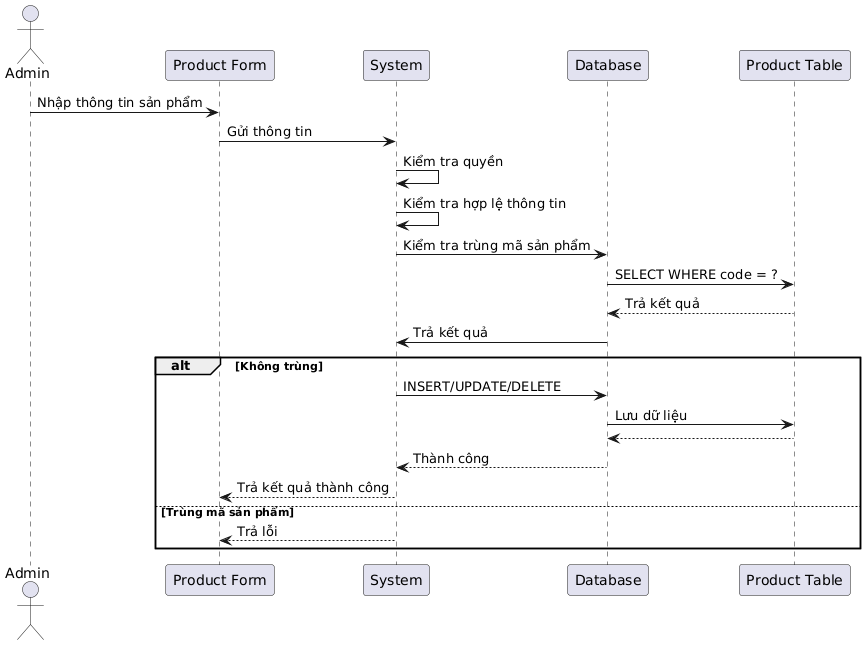 Admin
Product Form
System
Database
Product Table
Nhập thông tin sản phẩm
Gửi thông tin
Kiểm tra quyền
Kiểm tra hợp lệ thông tin
Kiểm tra trùng mã sản phẩm
SELECT WHERE code = ?
Trả kết quả
Trả kết quả
alt
[Không trùng]
INSERT/UPDATE/DELETE
Lưu dữ liệu
Thành công
Trả kết quả thành công
[Trùng mã sản phẩm]
Trả lỗi
Admin
Product Form
System
Database
Product Table